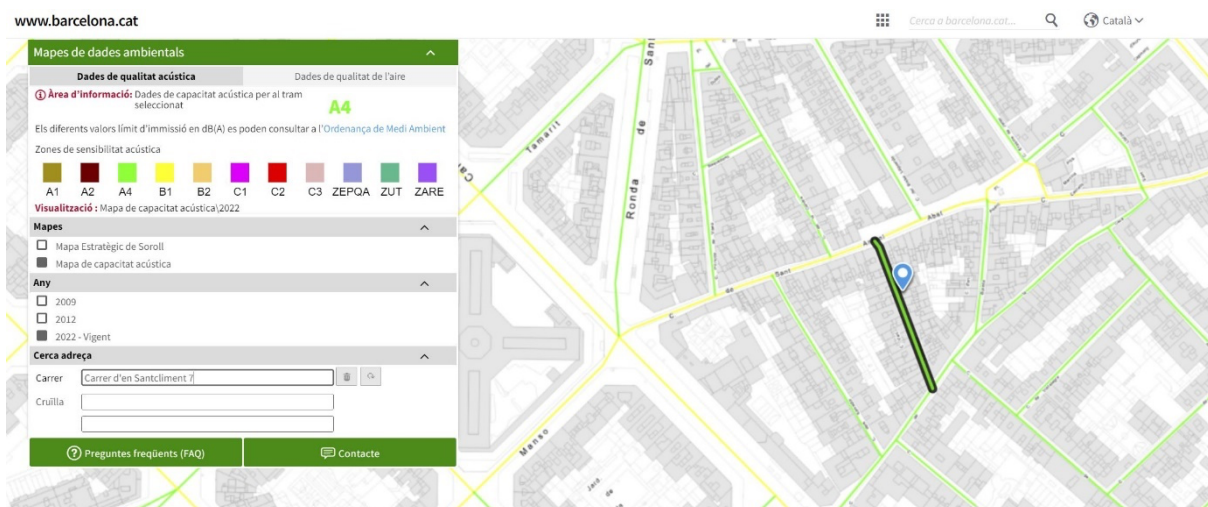 www.barcelona.cat
Cerca a barcelona.cat...
Català
Mapes de dades ambientals
Dades de qualitat acústica
Dades de qualitat de l'aire
Àrea d'informació: Dades de capacitat acústica per al tram
seleccionat
A4
Els diferents valors límit d'immissió en dB(A) es poden consultar a l'Ordenança de Medi Ambient
Zones de sensibilitat acústica
A1 A2 A4 B1 B2 C1 C2 C3 ZEPQA ZUT ZARE
Visualització : Mapa de capacitat acústica\2022
Mapes
Mapa Estratègic de Soroll
Mapa de capacitat acústica
Any
2009
2012
2022 - Vigent
Cerca adreça
Carrer
Carrer d'en Santcliment 7
Cruïlla
Preguntes freqüents (FAQ)
Contacte
Tamarit
Ronda de Sant
C de Sant Antoni Abat
Manso